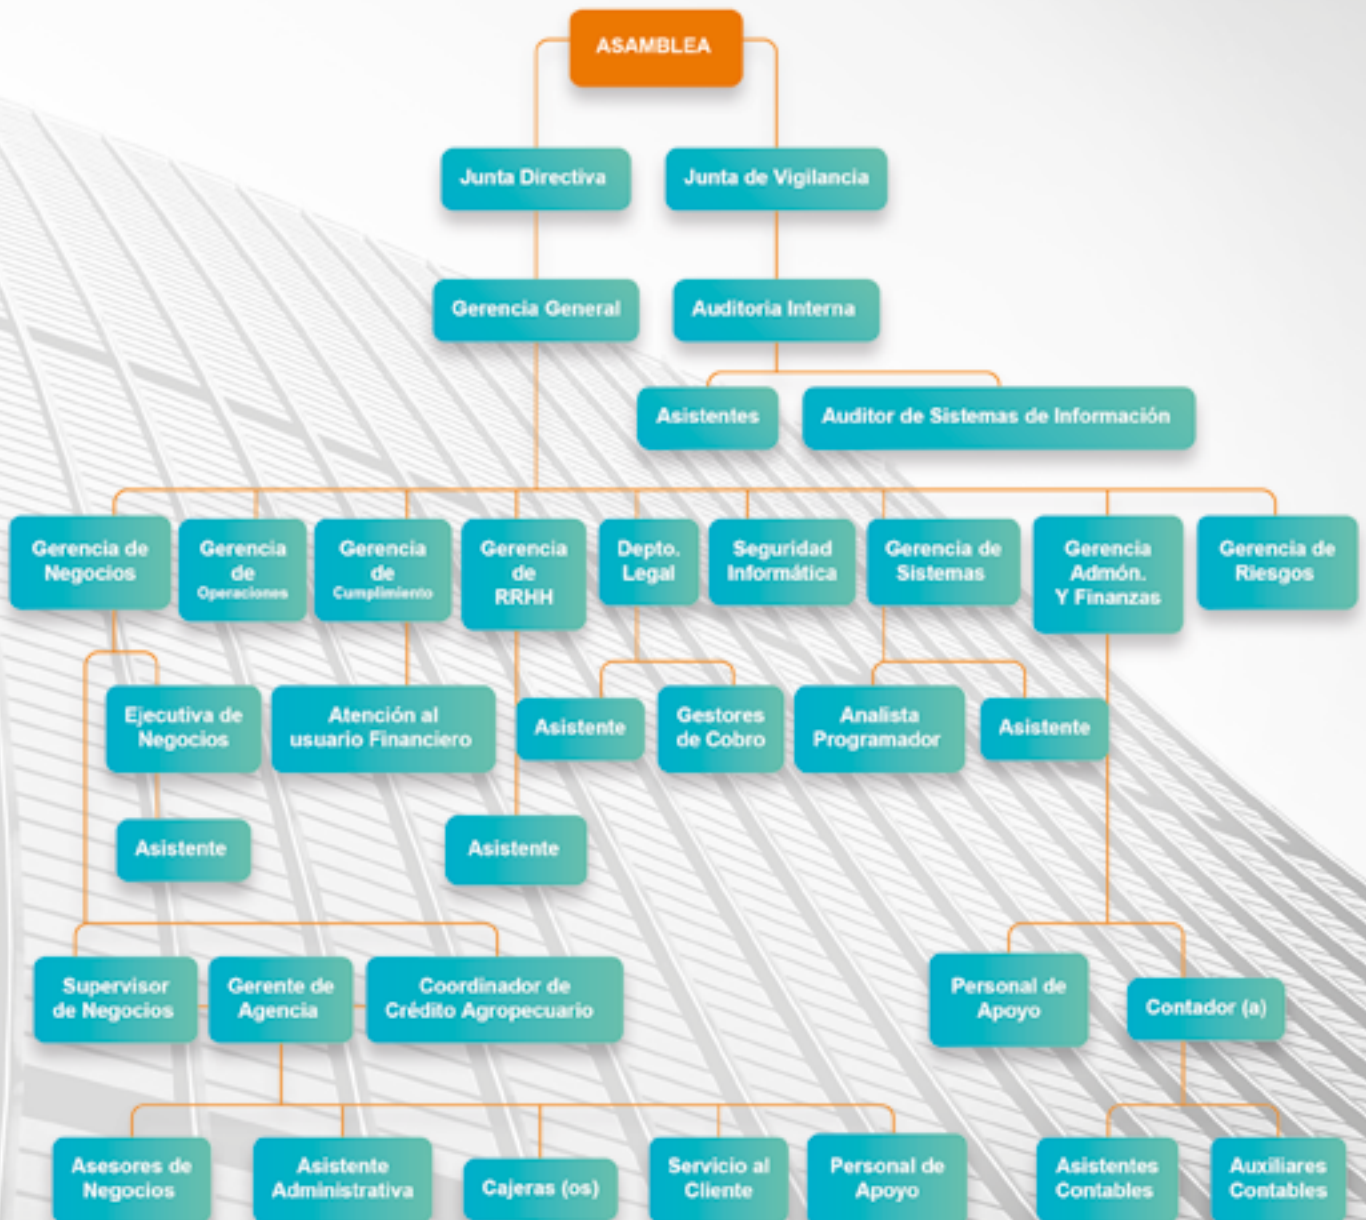 ASAMBLEA
Junta Directiva
Junta de Vigilancia
Gerencia General
Auditoria Interna
Asistentes
Auditor de Sistemas de Información
Gerencia de
Negocios
Gerencia
de
Operaciones
Gerencia
de
Cumplimiento
Gerencia
de
RRHH
Depto.
Legal
Seguridad
Informática
Gerencia de
Sistemas
Gerencia
Admón.
Y Finanzas
Gerencia de
Riesgos
Ejecutiva de
Negocios
Atención al
usuario Financiero
Asistente
Gestores
de Cobro
Analista
Programador
Asistente
Asistente
Asistente
Supervisor
de Negocios
Gerente de
Agencia
Coordinador de
Crédito Agropecuario
Personal de
Apoyo
Contador (a)
Asesores de
Negocios
Asistente
Administrativa
Cajeras (os)
Servicio al
Cliente
Personal de
Apoyo
Asistentes
Contables
Auxiliares
Contables